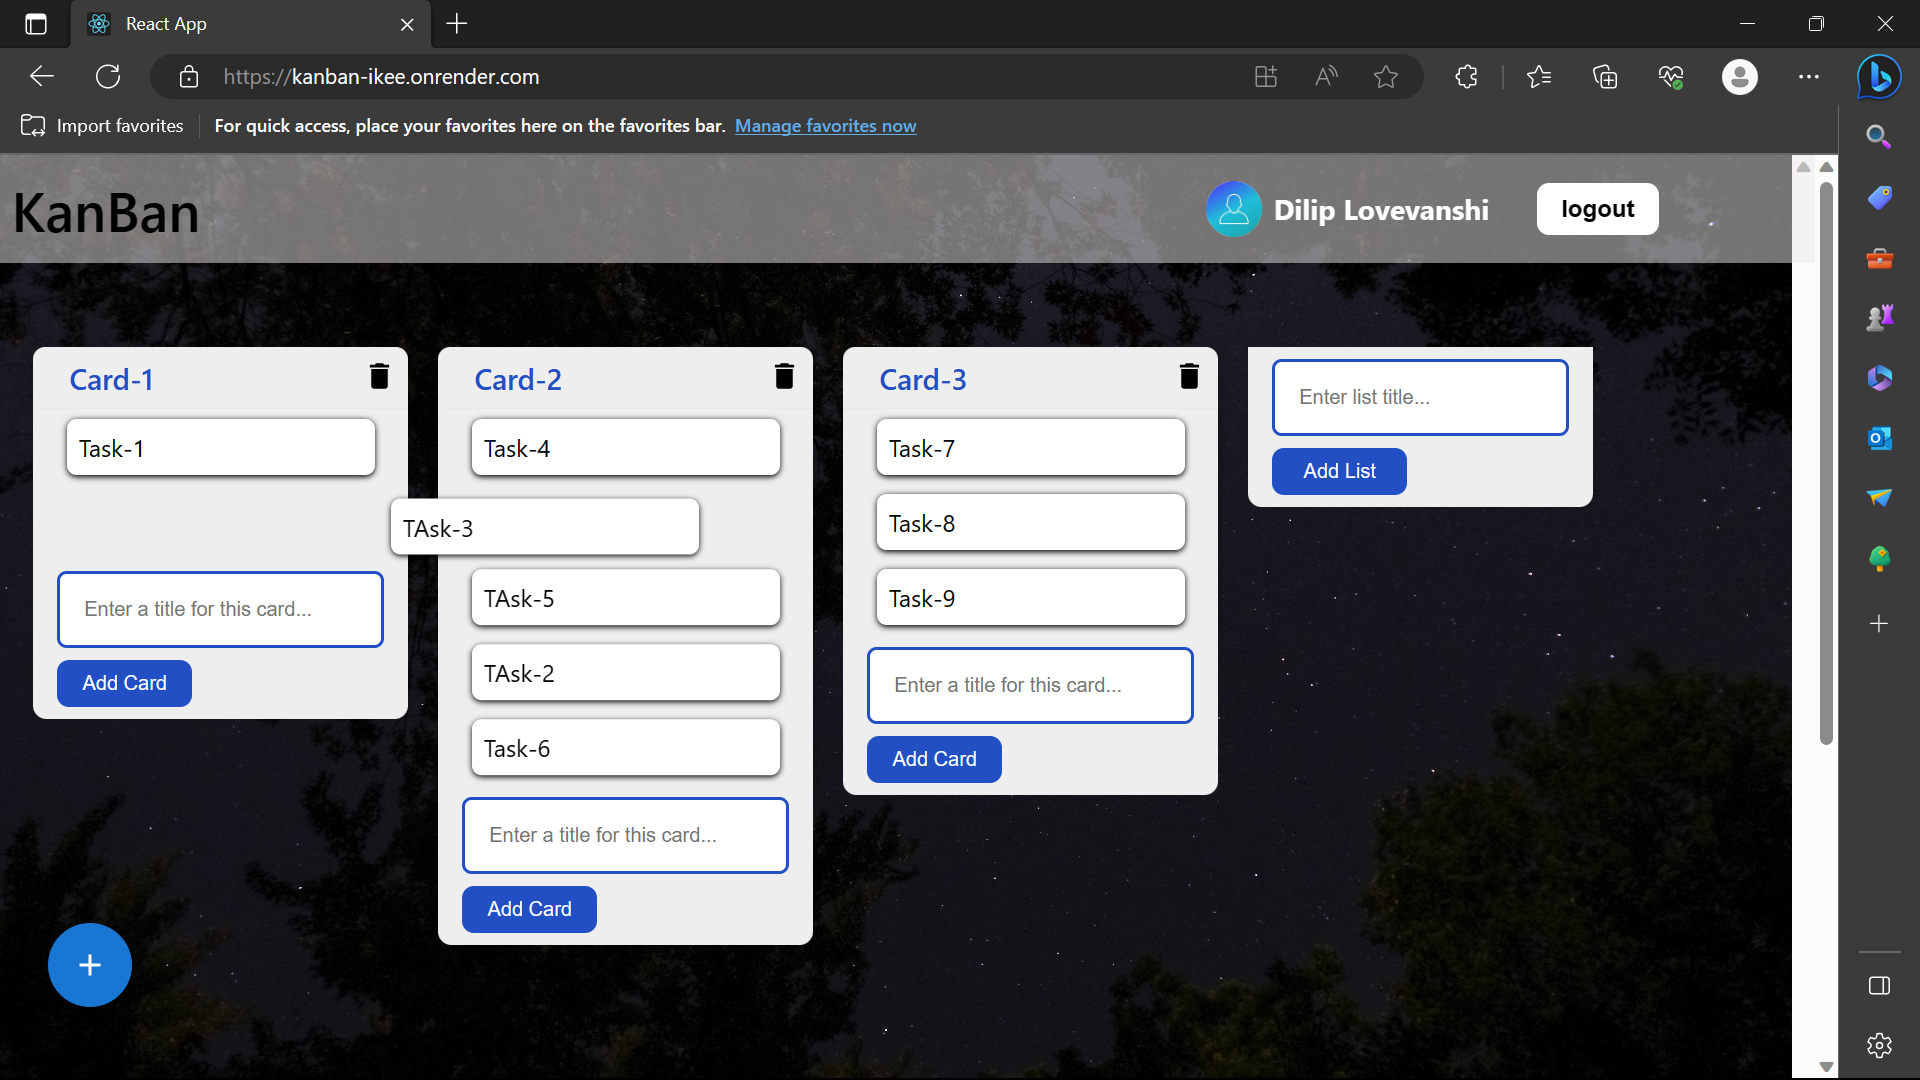 React App
https://kanban-ikee.onrender.com
Import favorites
For quick access, place your favorites here on the favorites bar. Manage favorites now
KanBan
Dilip Lovevanshi
logout
Card-1
Task-1
Enter a title for this card...
Add Card
Card-2
Task-4
TAsk-3
TAsk-5
TAsk-2
Task-6
Enter a title for this card...
Add Card
Card-3
Task-7
Task-8
Task-9
Enter a title for this card...
Add Card
Enter list title...
Add List